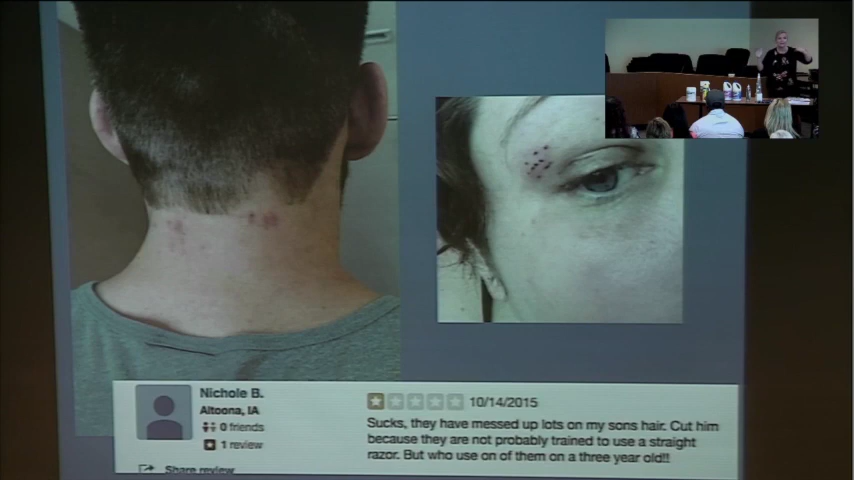 Nichole B.
Altoona, IA
0 friends
1 review
Share review
10/14/2015
Sucks, they have messed up lots on my sons hair. Cut him
because they are not probably trained to use a straight
razor. But who use on of them on a three year old!!